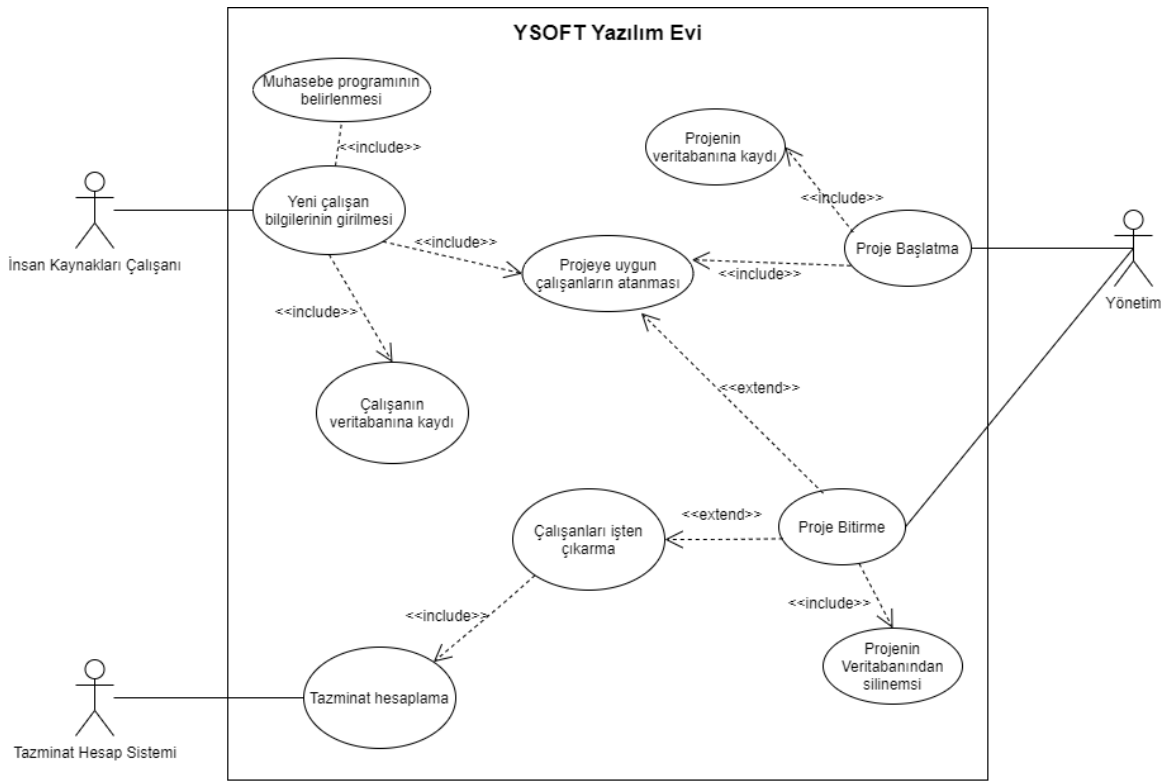 YSOFT Yazılım Evi
Muhasebe programının
belirlenmesi
<<include>>
Yeni çalışan
bilgilerinin girilmesi
İnsan Kaynakları Çalışanı
<<include>>
<<include>>
Çalışanın
veritabanına kaydı
Projenin
veritabanına kaydı
<<include>>
Proje Başlatma
Yönetim
<<include>>
Projeye uygun
çalışanların atanması
<<extend>>
<<extend>>
Proje Bitirme
Çalışanları işten
çıkarma
<<include>>
<<include>>
Projenin
Veritabanından
silinemsi
Tazminat hesaplama
Tazminat Hesap Sistemi